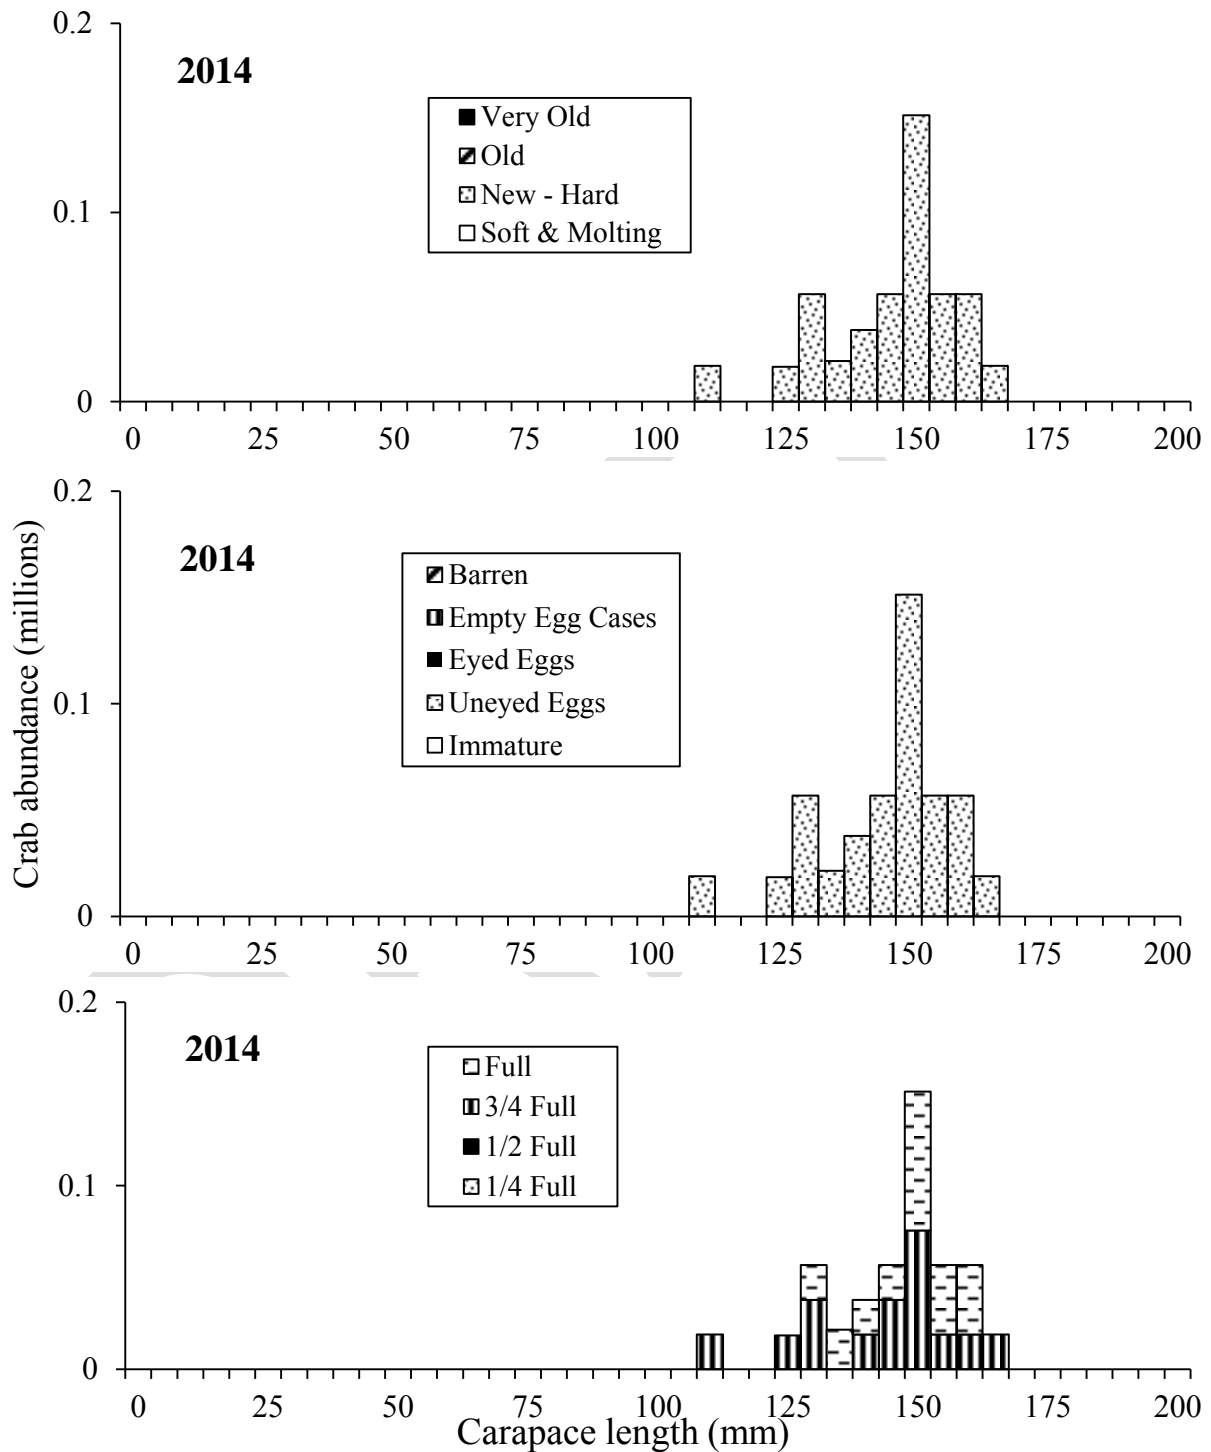 0.2
2014
Very Old
Old
New - Hard
Soft & Molting
0.1
0
0 25 50 75 100 125 150 175 200
0.2
2014
Barren
Empty Egg Cases
Eyed Eggs
Uneyed Eggs
Immature
0.1
0
0 25 50 75 100 125 150 175 200
Crab abundance (millions)
0.2
2014
Full
3/4 Full
1/2 Full
1/4 Full
0.1
0
0 25 50 75 100 125 150 175 200
Carapace length (mm)